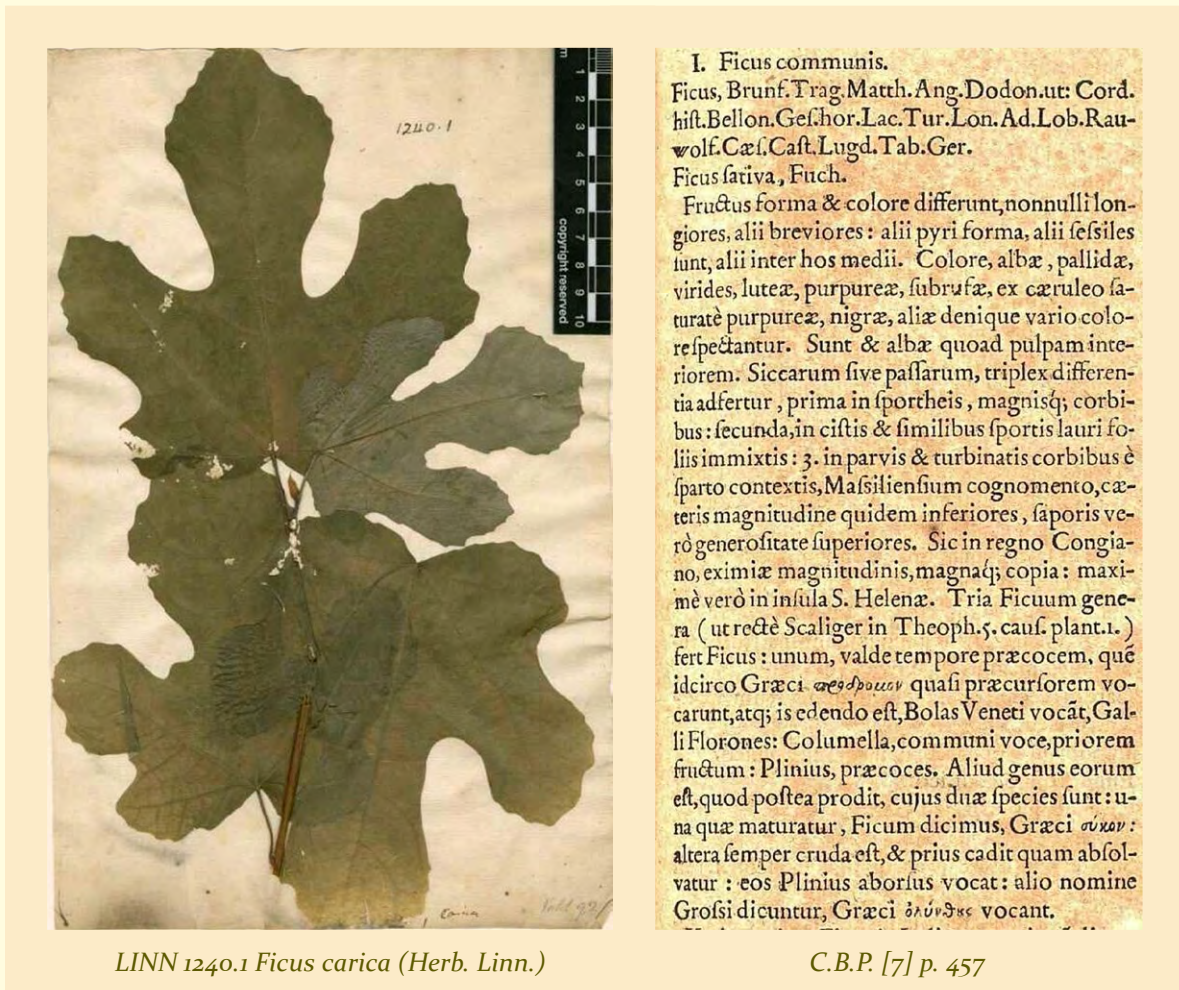 1240.1
m
1
2
3
4
5
6
7
8
9
10
copyright reserved
carica
LINN 1240.1 Ficus carica (Herb. Linn.)
I. Ficus communis.
Ficus, Brunf.Trag.Matth.Ang.Dodon.ut: Cord.
hiſt.Bellon.Geſ.hor.Lac.Tur.Lon.Ad.Lob.Rau-
wolf.Cæſ.Caſt.Lugd.Tab.Ger.
Ficus ſativa, Fuch.
Fructus forma & colore differunt,nonnulli lon-
giores, alii breviores : alii pyri forma, alii ſeſsiles
ſunt, alii inter hos medii. Colore, albæ , pallidæ,
virides, luteæ, purpureæ, ſubrufæ, ex cæruleo ſa-
turatè purpureæ, nigræ, aliæ denique vario colo-
re ſpectantur. Sunt & albæ quoad pulpam inte-
riorem. Siccarum ſive paſſarum, triplex differen-
tia adfertur , prima in ſportheis , magnisq́; corbi-
bus : ſecunda,in ciſtis & ſimilibus ſportis lauri fo-
liis immixtis : 3. in parvis & turbinatis corbibus è
ſparto contextis,Maſsilienſium cognomento,cæ-
teris magnitudine quidem inferiores , ſaporis ve-
rò generoſitate ſuperiores. Sic in regno Congia-
no, eximiæ magnitudinis,magnaq́; copia : maxi-
mè verò in inſula S. Helenæ. Tria Ficuum gene-
ra ( ut rectè Scaliger in Theoph.5. cauſ. plant.1. )
fert Ficus : unum, valde tempore præcocem, quẽ
idcirco Græci πρόδρομον quaſi præcurſorem vo-
carunt,atq; is edendo eſt,Bolas Veneti vocãt,Gal-
li Florones: Columella,communi voce,priorem
fructum : Plinius, præcoces. Aliud genus eorum
eſt,quod poſtea prodit, cujus duæ ſpecies ſunt : u-
na quæ maturatur , Ficum dicimus, Græci σύκον :
altera ſemper cruda eſt,& prius cadit quam abſol-
vatur : eos Plinius aborſus vocat : alio nomine
Groſsi dicuntur, Græci ὀλύνθȣς vocant.
C.B.P. [7] p. 457